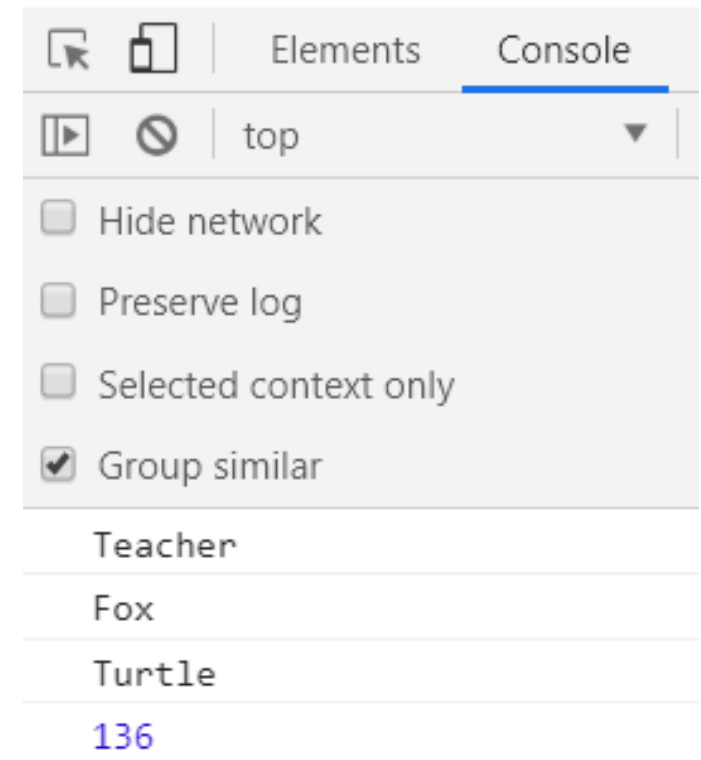 Elements Console
top
Hide network
Preserve log
Selected context only
Group similar
Teacher
Fox
Turtle
136